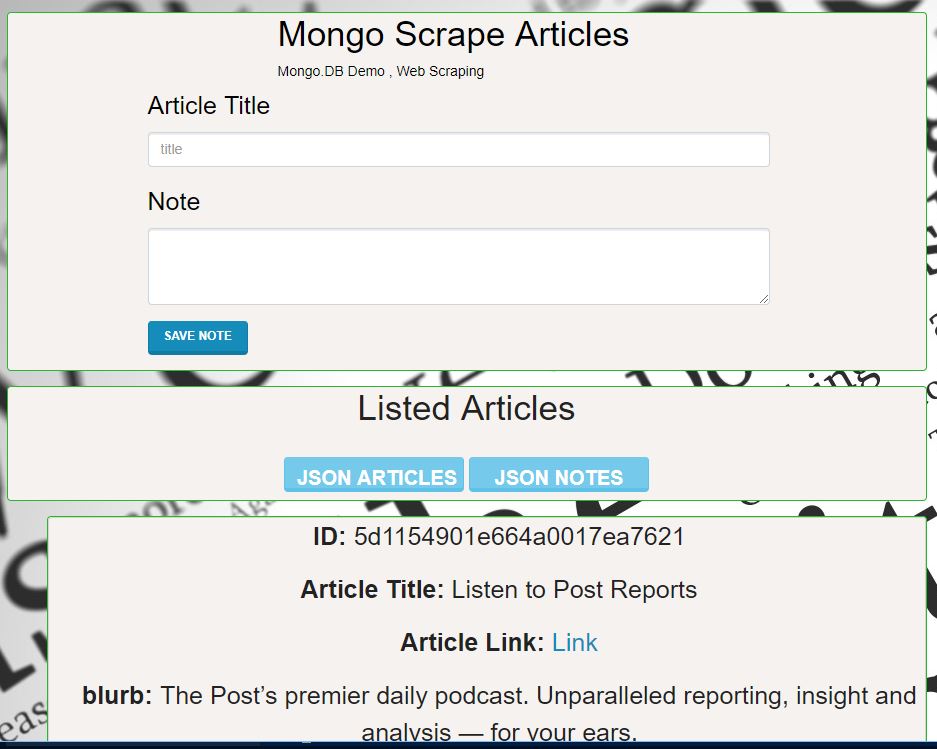 Mongo Scrape Articles
Mongo.DB Demo , Web Scraping
Article Title
title
Note
SAVE NOTE
Listed Articles
JSON ARTICLES JSON NOTES
ID: 5d1154901e664a0017ea7621
Article Title: Listen to Post Reports
Article Link: Link
blurb: The Post’s premier daily podcast. Unparalleled reporting, insight and
analysis — for your ears.